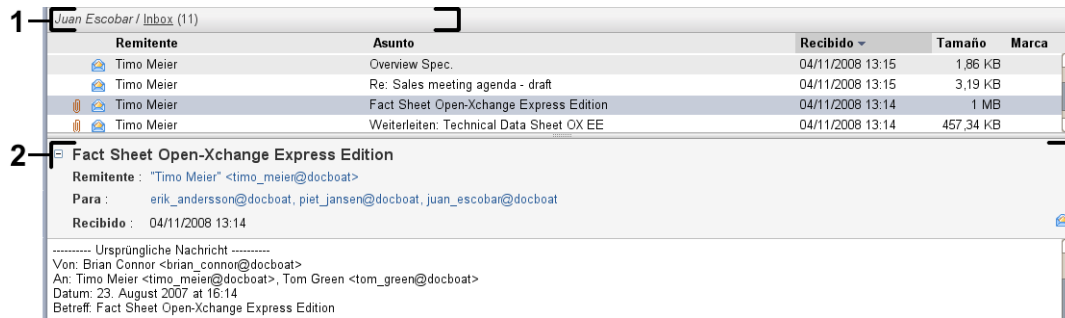 1
Juan Escobar / Inbox (11)
Remitente Asunto Recibido Tamaño Marca
Timo Meier Overview Spec. 04/11/2008 13:15 1,86 KB
Timo Meier Re: Sales meeting agenda - draft 04/11/2008 13:15 3,19 KB
Timo Meier Fact Sheet Open-Xchange Express Edition 04/11/2008 13:14 1 MB
Timo Meier Weiterleiten: Technical Data Sheet OX EE 04/11/2008 13:14 457,34 KB
2
Fact Sheet Open-Xchange Express Edition
Remitente : "Timo Meier" <timo_meier@docboat>
Para : erik_andersson@docboat, piet_jansen@docboat, juan_escobar@docboat
Recibido : 04/11/2008 13:14
---------- Ursprüngliche Nachricht ----------
Von: Brian Connor <brian_connor@docboat>
An: Timo Meier <timo_meier@docboat>, Tom Green <tom_green@docboat>
Datum: 23. August 2007 at 16:14
Betreff: Fact Sheet Open-Xchange Express Edition